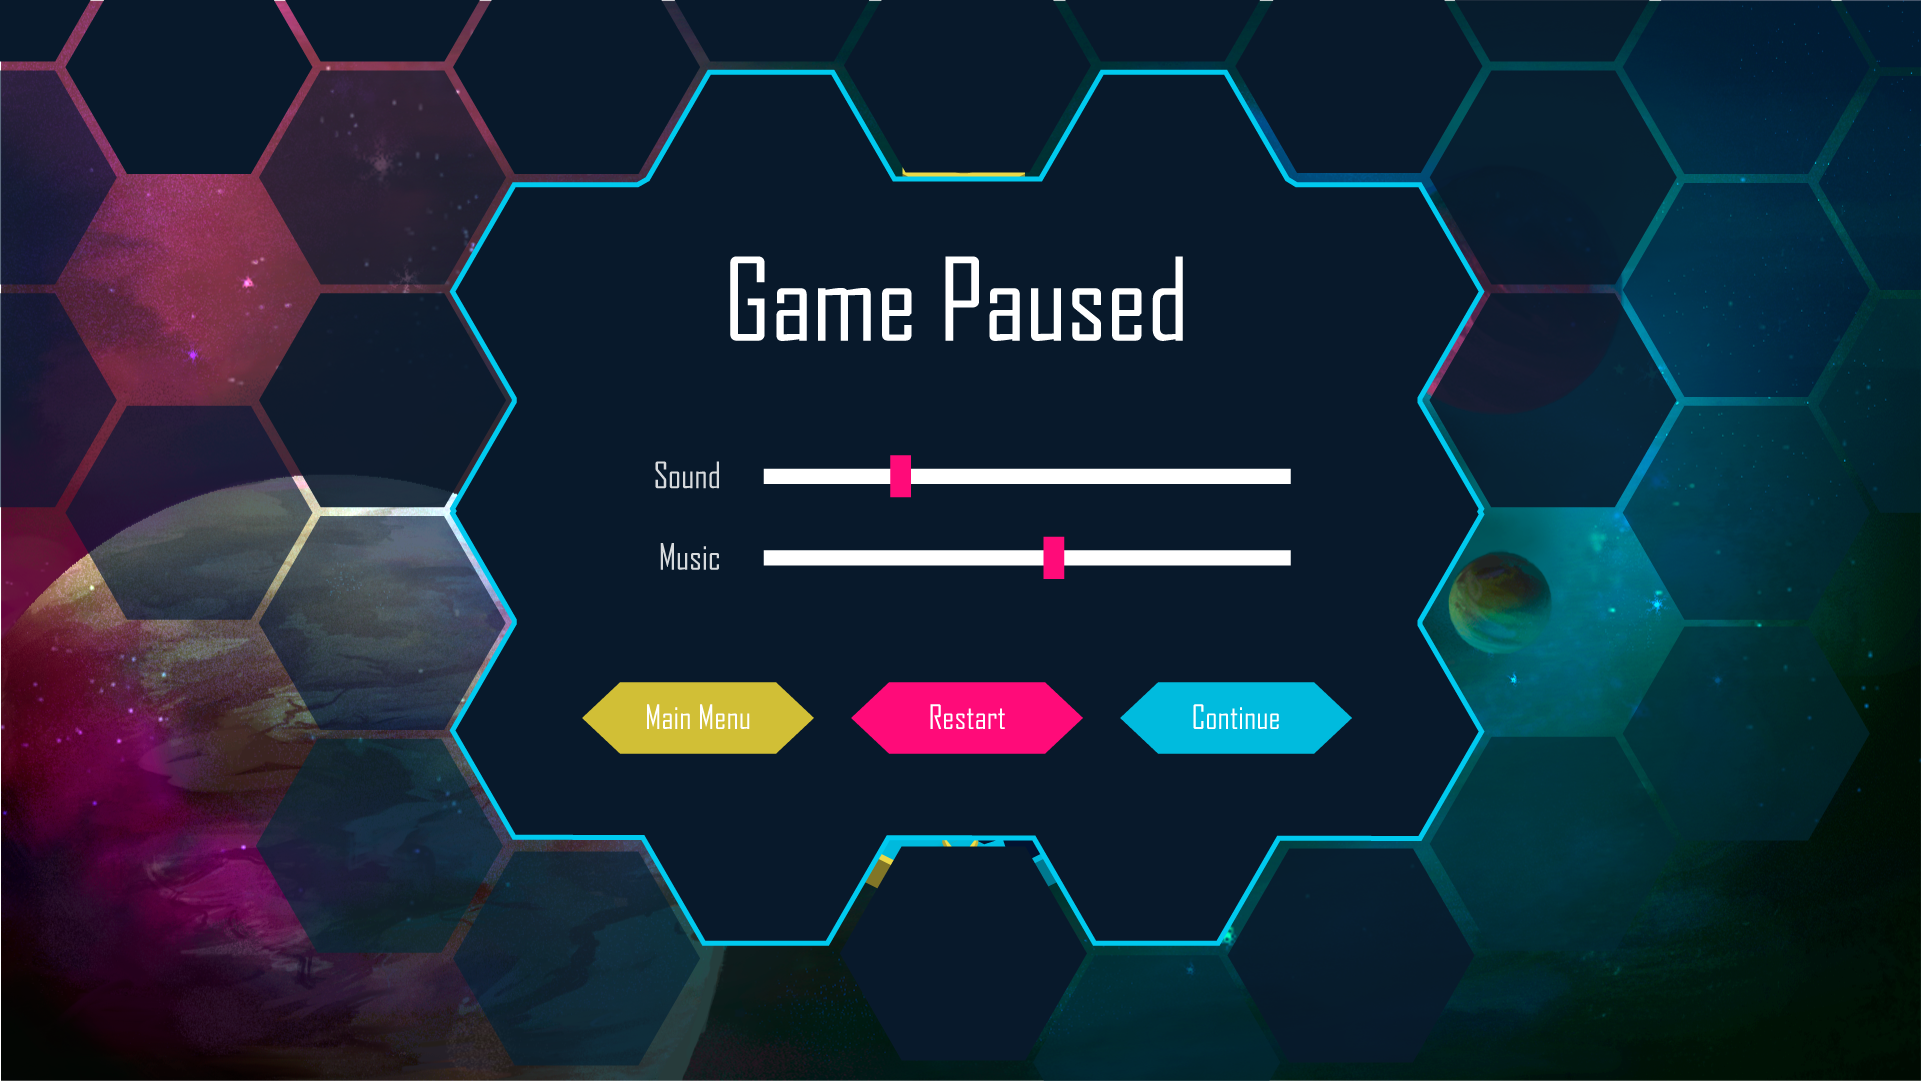 Game Paused
Sound
Music
Main Menu
Restart
Continue